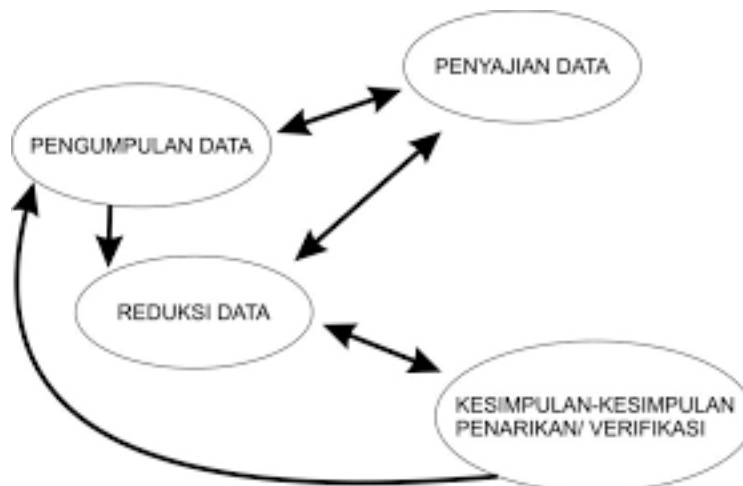 PENYAJIAN DATA
PENGUMPULAN DATA
REDUKSI DATA
KESIMPULAN-KESIMPULAN
PENARIKAN/ VERIFIKASI